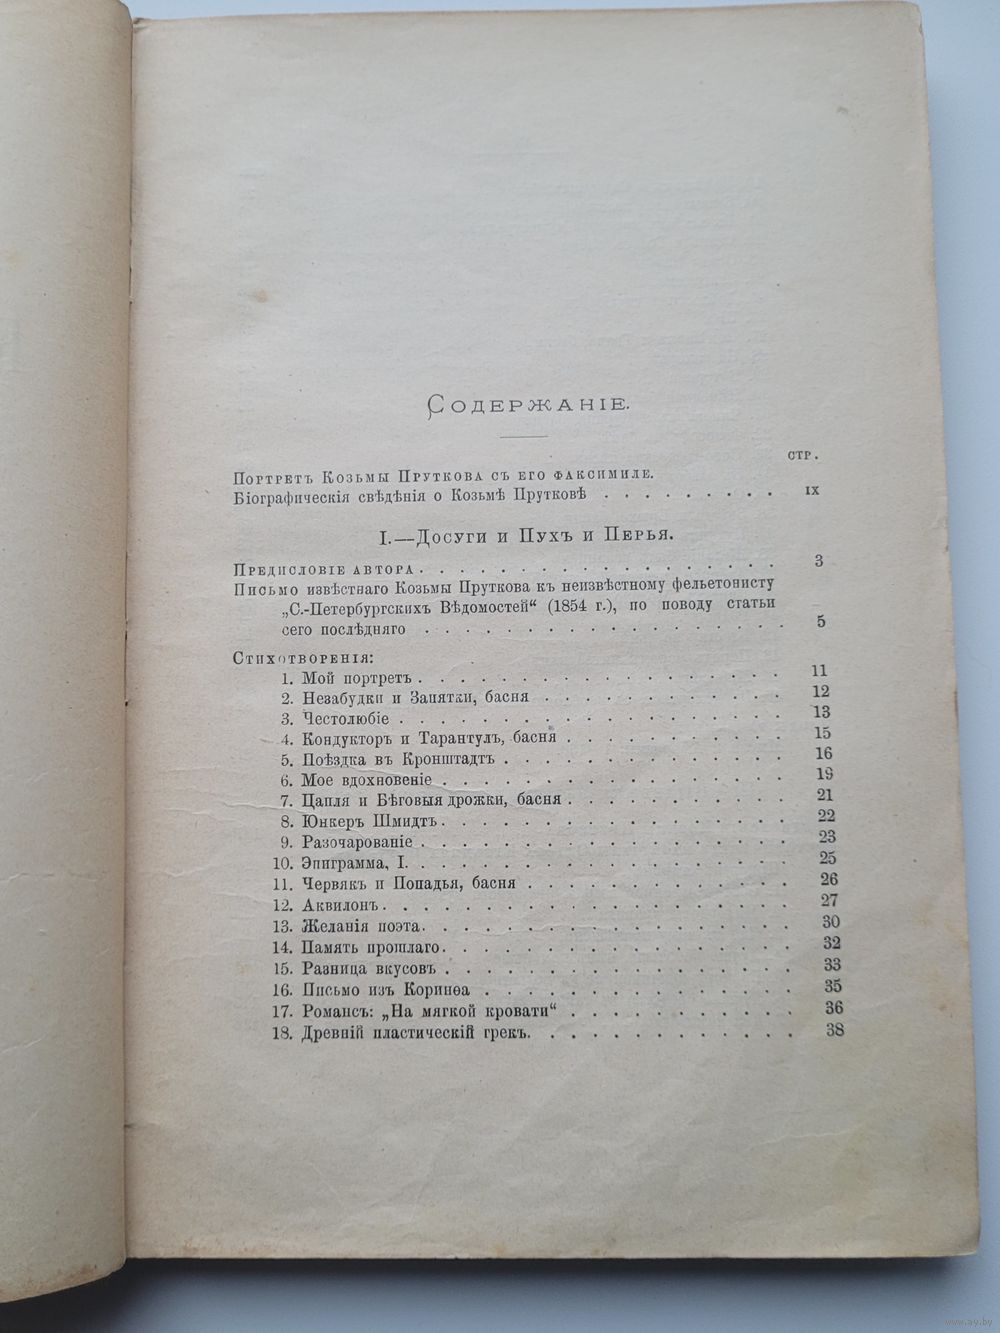 Содержаніе.
стр.
Портретъ Козьмы Пруткова съ его факсимиле.
Біографическія свѣдѣнія о Козьмѣ Прутковѣ . . . . . . . . . ix
I.—Досуги и Пухъ и Перья.
Предисловіе автора . . . . . . . . . . . . . . 3
Письмо извѣстнаго Козьмы Пруткова къ неизвѣстному фельетонисту
„С.-Петербургскихъ Вѣдомостей“ (1854 г.), по поводу статьи
сего послѣдняго . . . . . . . . . . . . . . 5
Стихотворенія:
1. Мой портретъ . . . . . . . . . . . . . . 11
2. Незабудки и Запятки, басня . . . . . . . . . 12
3. Честолюбіе . . . . . . . . . . . . . . 13
4. Кондукторъ и Тарантулъ, басня . . . . . . . . 15
5. Поѣздка въ Кронштадтъ . . . . . . . . . . 16
6. Мое вдохновеніе . . . . . . . . . . . . . 19
7. Цапля и Бѣговыя дрожки, басня . . . . . . . . 21
8. Юнкеръ Шмидтъ . . . . . . . . . . . . . 22
9. Разочарованіе . . . . . . . . . . . . . . 23
10. Эпиграмма, I. . . . . . . . . . . . . . . 25
11. Червякъ и Попадья, басня . . . . . . . . . . 26
12. Аквилонъ. . . . . . . . . . . . . . . . 27
13. Желанія поэта. . . . . . . . . . . . . . 30
14. Память прошлаго. . . . . . . . . . . . . 32
15. Разница вкусовъ . . . . . . . . . . . . . 33
16. Письмо изъ Коринѳа . . . . . . . . . . . . 35
17. Романсъ: „На мягкой кровати“ . . . . . . . . 36
18. Древній пластическій грекъ. . . . . . . . . . 38
www.ay.by